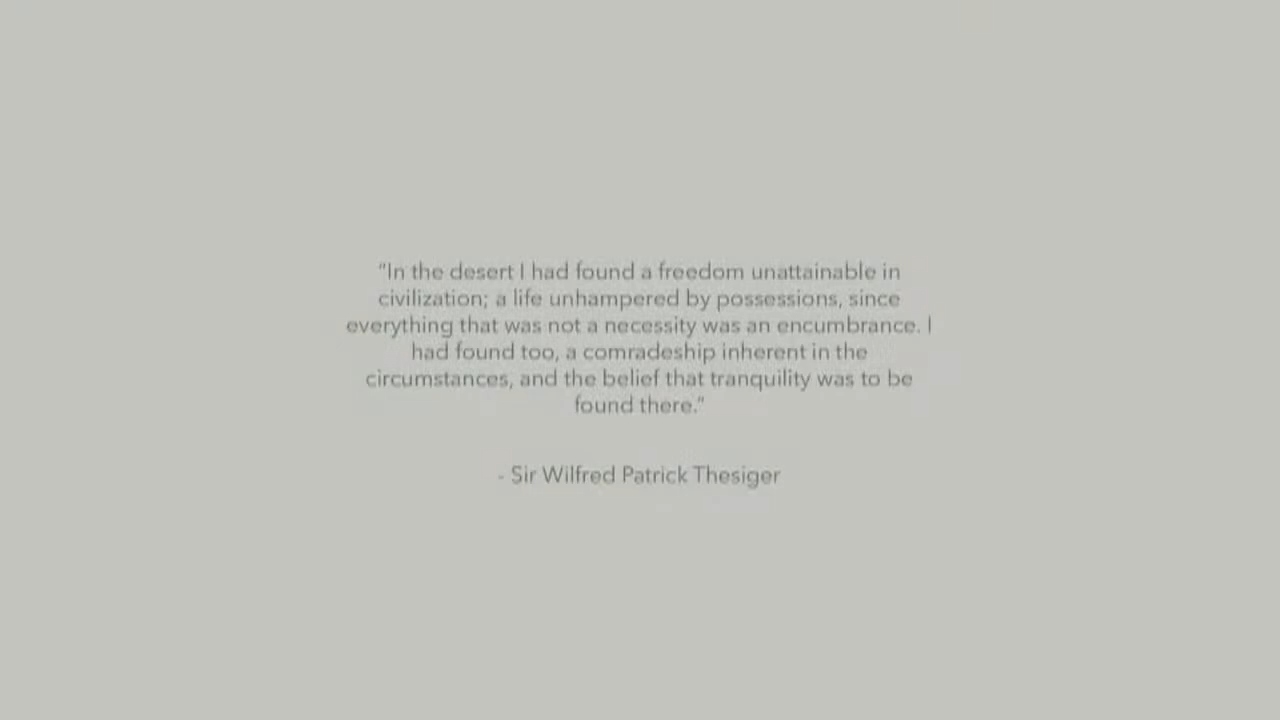 “In the desert I had found a freedom unattainable in
civilization; a life unhampered by possessions, since
everything that was not a necessity was an encumbrance. I
had found too, a comradeship inherent in the
circumstances, and the belief that tranquility was to be
found there.”
- Sir Wilfred Patrick Thesiger